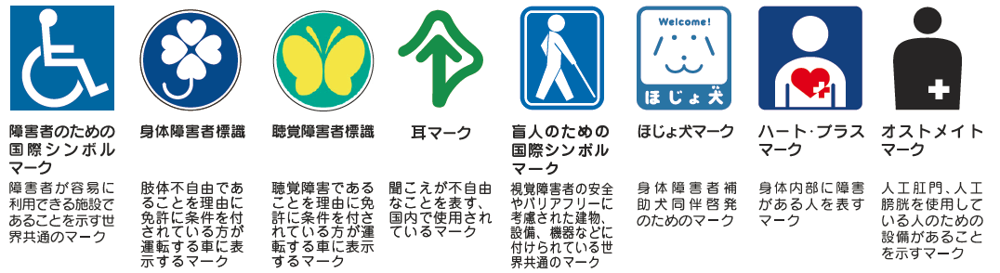 障害者のための
国際シンボル
マーク
障害者が容易に
利用できる施設で
あることを示す世
界共通のマーク
身体障害者標識
肢体不自由であ
ることを理由に
免許に条件を付
されている方が
運転する車に表
示するマーク
聴覚障害者標識
聴覚障害である
ことを理由に免
許に条件を付さ
れている方が運
転する車に表示
するマーク
耳マーク
聞こえが不自由
なことを表す、
国内で使用され
ているマーク
盲人のための
国際シンボル
マーク
視覚障害者の安全
やバリアフリーに
考慮された建物、
設備、機器などに
付けられている世
界共通のマーク
Welcome!
ほじょ犬
ほじょ犬マーク
身体障害者補
助犬同伴啓発
のためのマーク
ハート・プラス
マーク
身体内部に障害
がある人を表す
マーク
オストメイト
マーク
人工肛門、人工
膀胱を使用して
いる人のための
設備があること
を示すマーク